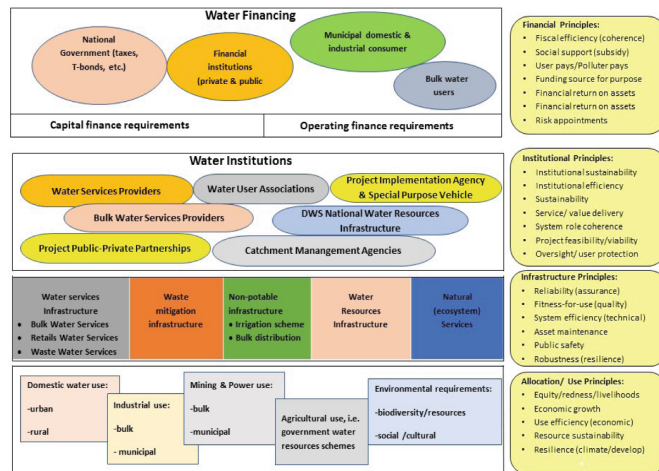 Water Financing
National
Government (taxes,
T-bonds, etc.)
Financial
institutions
(private & public
Municipal domestic &
industrial consumer
Bulk water
users
Capital finance requirements
Operating finance requirements
Financial Principles:
• Fiscal efficiency (coherence)
• Social support (subsidy)
• User pays/Polluter pays
• Funding source for purpose
• Financial return on assets
• Financial return on assets
• Risk appointments
Water Institutions
Water Services Providers
Water User Associations
Project Implementation Agency
& Special Purpose Vehicle
Bulk Water Services Providers
DWS National Water Resources
Infrastructure
Project Public-Private Partnerships
Catchment Manangement Agencies
Institutional Principles:
• Institutional sustainability
• Institutional efficiency
• Sustainability
• Service/ value delivery
• System role coherence
• Project feasibility/viability
• Oversight/ user protection
Water services
Infrastructure
• Bulk Water Services
• Retails Water Services
• Waste Water Services
Waste
mitigation
infrastructure
Non-potable
infrastructure
• Irrigation scheme
• Bulk distribution
Water
Resources
Infrastructure
Natural
(ecosystem)
Services
Infrastructure Principles:
• Reliability (assurance)
• Fitness-for-use (quality)
• System efficiency (technical)
• Asset maintenance
• Public safety
• Robustness (resilience)
Domestic water use:
-urban
-rural
Industrial use:
-bulk
- municipal
Mining & Power use:
-bulk
-municipal
Agricultural use, i.e.
government water
resources schemes
Environmental requirements:
-biodiversity/resources
-social /cultural
Allocation/ Use Principles:
• Equity/redness/livelihoods
• Economic growth
• Use efficiency (economic)
• Resource sustainability
• Resilience (climate/develop)